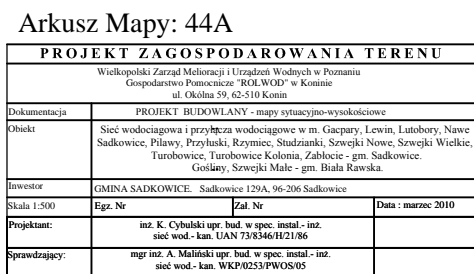 Arkusz Mapy: 44A
PROJEKT ZAGOSPODAROWANIA TERENU
Wielkopolski Zarząd Melioracji i Urządzeń Wodnych w Poznaniu
Gospodarstwo Pomocnicze "ROLWOD" w Koninie
ul. Okólna 59, 62-510 Konin
Dokumentacja PROJEKT BUDOWLANY - mapy sytuacyjno-wysokościowe
Obiekt Sieć wodociagowa i przyłącza wodociągowe w m. Gacpary, Lewin, Lutobory, Nawe
Sadkowice, Pilawy, Przyłuski, Rzymiec, Studzianki, Szwejki Nowe, Szwejki Wielkie,
Turobowice, Turobowice Kolonia, Zabłocie - gm. Sadkowice.
Gośliny, Szwejki Małe - gm. Biała Rawska.
Inwestor GMINA SADKOWICE. Sadkowice 129A, 96-206 Sadkowice
Skala 1:500 Egz. Nr Zał. Nr Data : marzec 2010
Projektant: inż. K. Cybulski upr. bud. w spec. instal.- inż.
sieć wod.- kan. UAN 73/8346/H/21/86
Sprawdzający: mgr inż. A. Maliński upr. bud. w spec. instal.- inż.
sieć wod.- kan. WKP/0253/PWOS/05